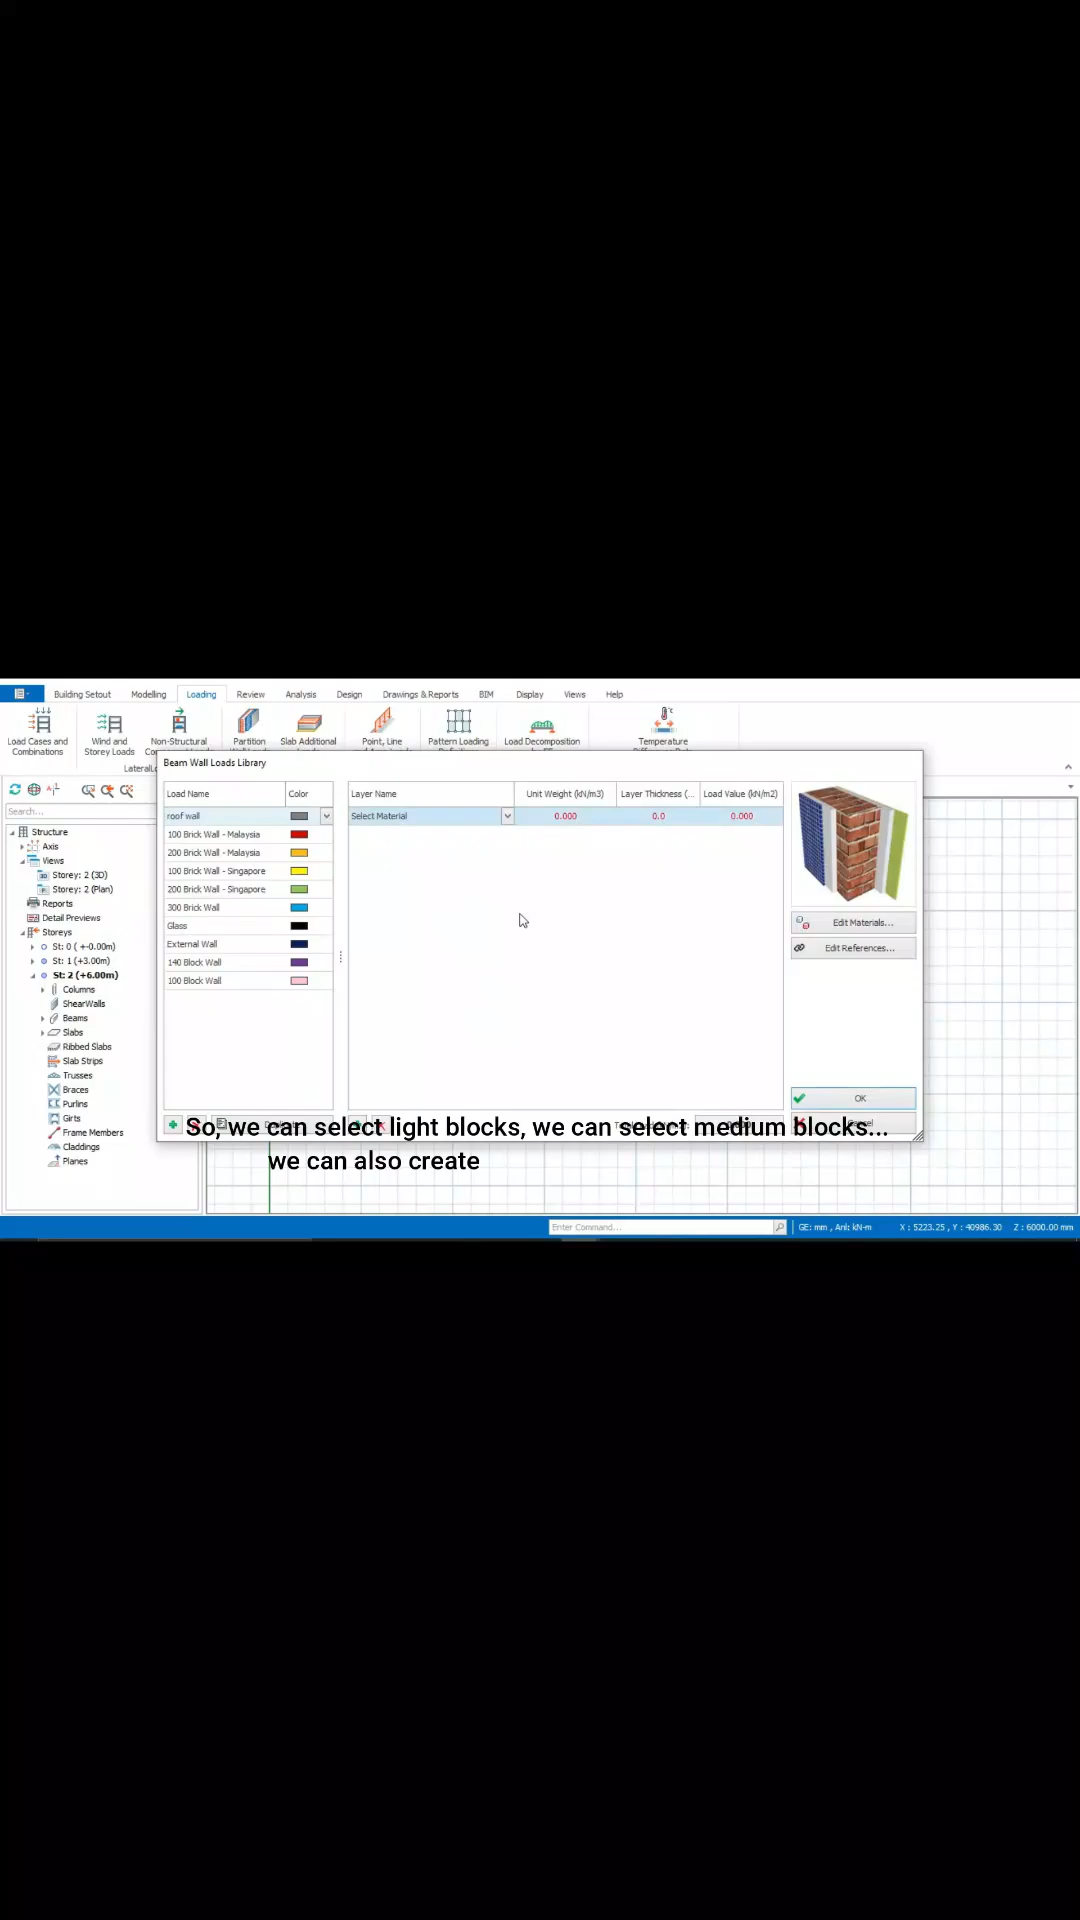 Building Setout Modelling Loading Review Analysis Design Drawings & Reports BIM Display Views Help
Load Cases and Combinations
Wind and Storey Loads
Non-Structural
Partition
Slab Additional
Point, Line
Pattern Loading
Load Decomposition
Temperature
Beam Wall Loads Library
Search...
Structure
Axis
Views
Storey: 2 (3D)
Storey: 2 (Plan)
Reports
Detail Previews
Storeys
St: 0 ( +-0.00m)
St: 1 (+3.00m)
St: 2 (+6.00m)
Columns
ShearWalls
Beams
Slabs
Ribbed Slabs
Slab Strips
Trusses
Braces
Purlins
Girts
Frame Members
Claddings
Planes
Load Name Color
roof wall
100 Brick Wall - Malaysia
200 Brick Wall - Malaysia
100 Brick Wall - Singapore
200 Brick Wall - Singapore
300 Brick Wall
Glass
External Wall
140 Block Wall
100 Block Wall
Layer Name Unit Weight (kN/m3) Layer Thickness (... Load Value (kN/m2)
Select Material 0.000 0.0 0.000
Edit Materials...
Edit References...
OK
So, we can select light blocks, we can select medium blocks...
we can also create
Enter Command...
GE: mm , Anl: kN-m X : 5223.25 , Y : 40986.30 Z : 6000.00 mm